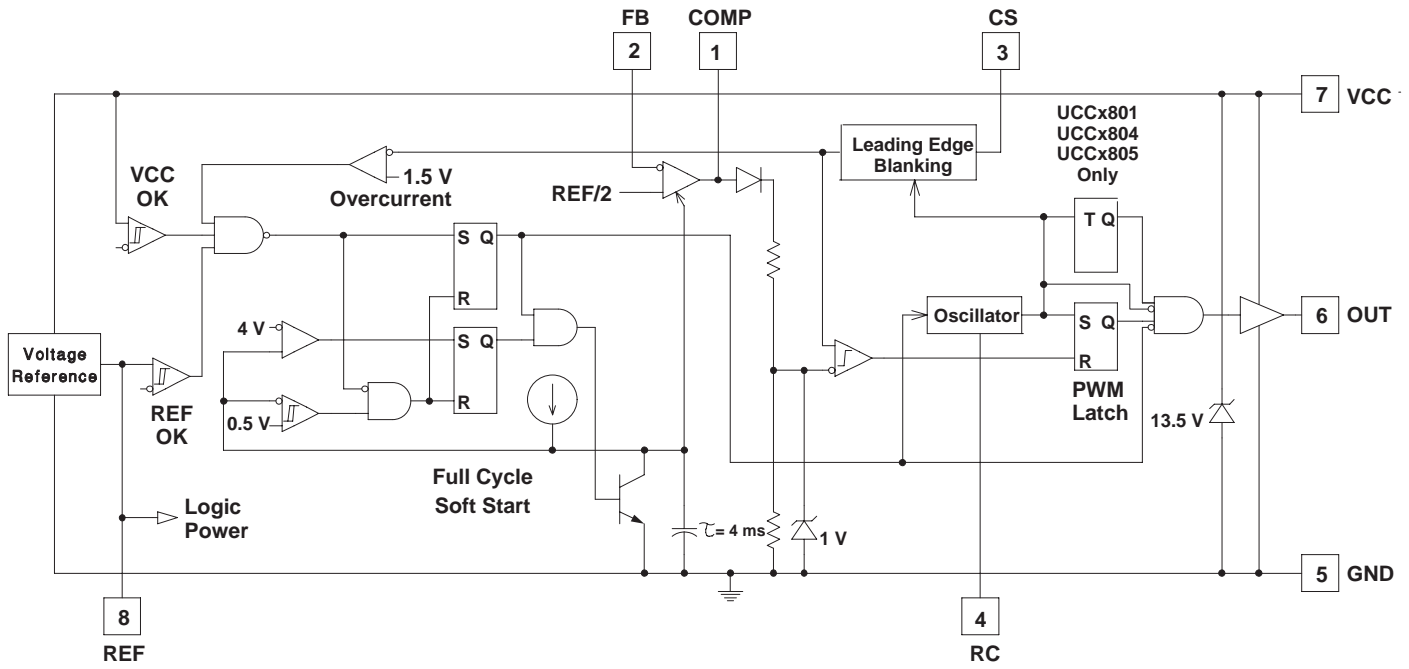 FB
COMP
CS
2
1
3
7 VCC
UCCx801
UCCx804
UCCx805
Only
Leading Edge
Blanking
VCC
OK
1.5 V
Overcurrent
REF/2
T Q
S Q
R
4 V
S Q
R
Oscillator
S Q
R
PWM
Latch
6 OUT
Voltage
Reference
REF
OK
0.5 V
13.5 V
Full Cycle
Soft Start
Logic
Power
τ= 4 ms
1 V
5 GND
8
REF
4
RC